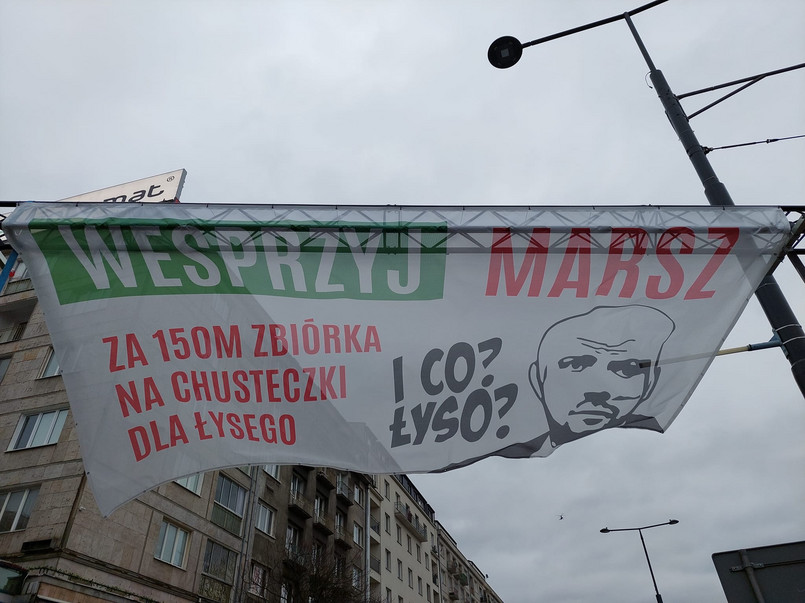 mat®
WESPRZYJ MARSZ
ZA 150M ZBIÓRKA
NA CHUSTECZKI
DLA ŁYSEGO
I CO?
ŁYSO?